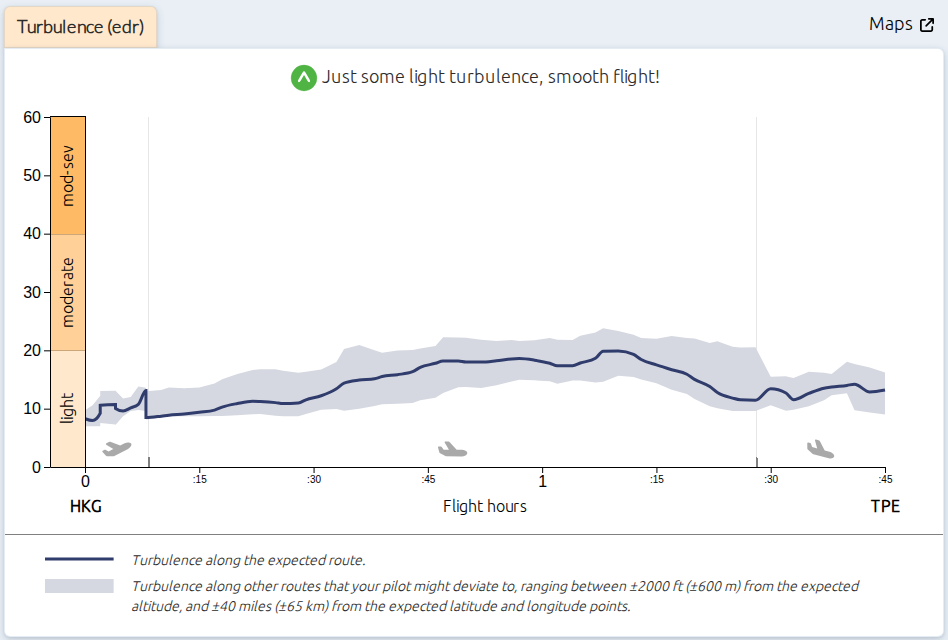 Turbulence (edr)
Maps
Just some light turbulence, smooth flight!
60
50
40
30
20
10
0
mod-sev
moderate
light
0 :15 :30 :45 1 :15 :30 :45
HKG Flight hours TPE
Turbulence along the expected route.
Turbulence along other routes that your pilot might deviate to, ranging between ±2000 ft (±600 m) from the expected
altitude, and ±40 miles (±65 km) from the expected latitude and longitude points.